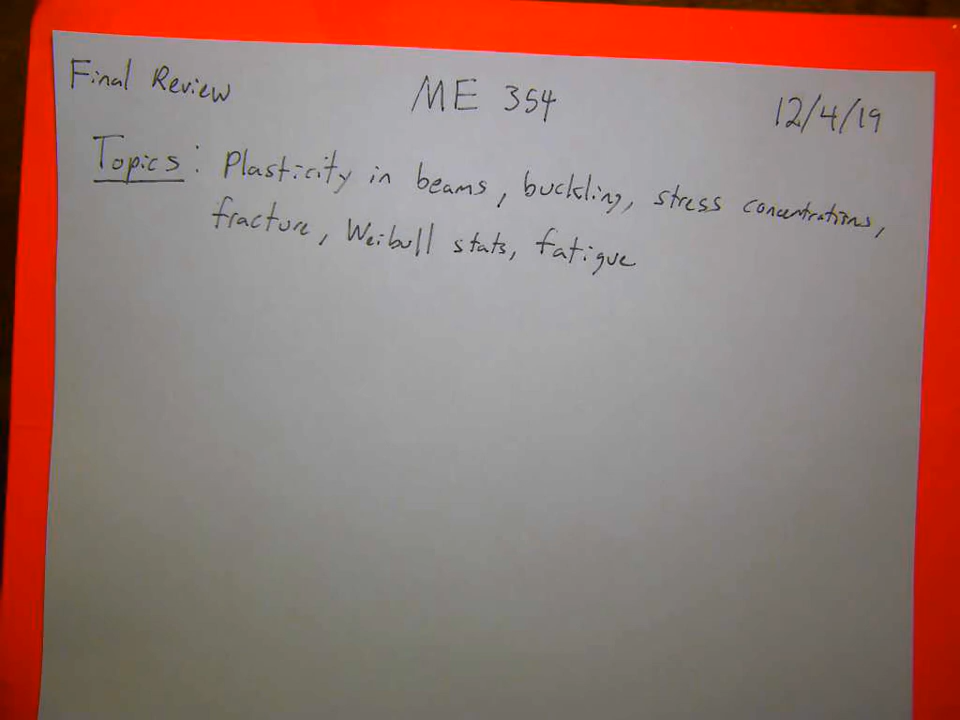 Final Review ME 354 12/4/19
Topics: Plasticity in beams, buckling, stress concentrations,
fracture, Weibull stats, fatigue